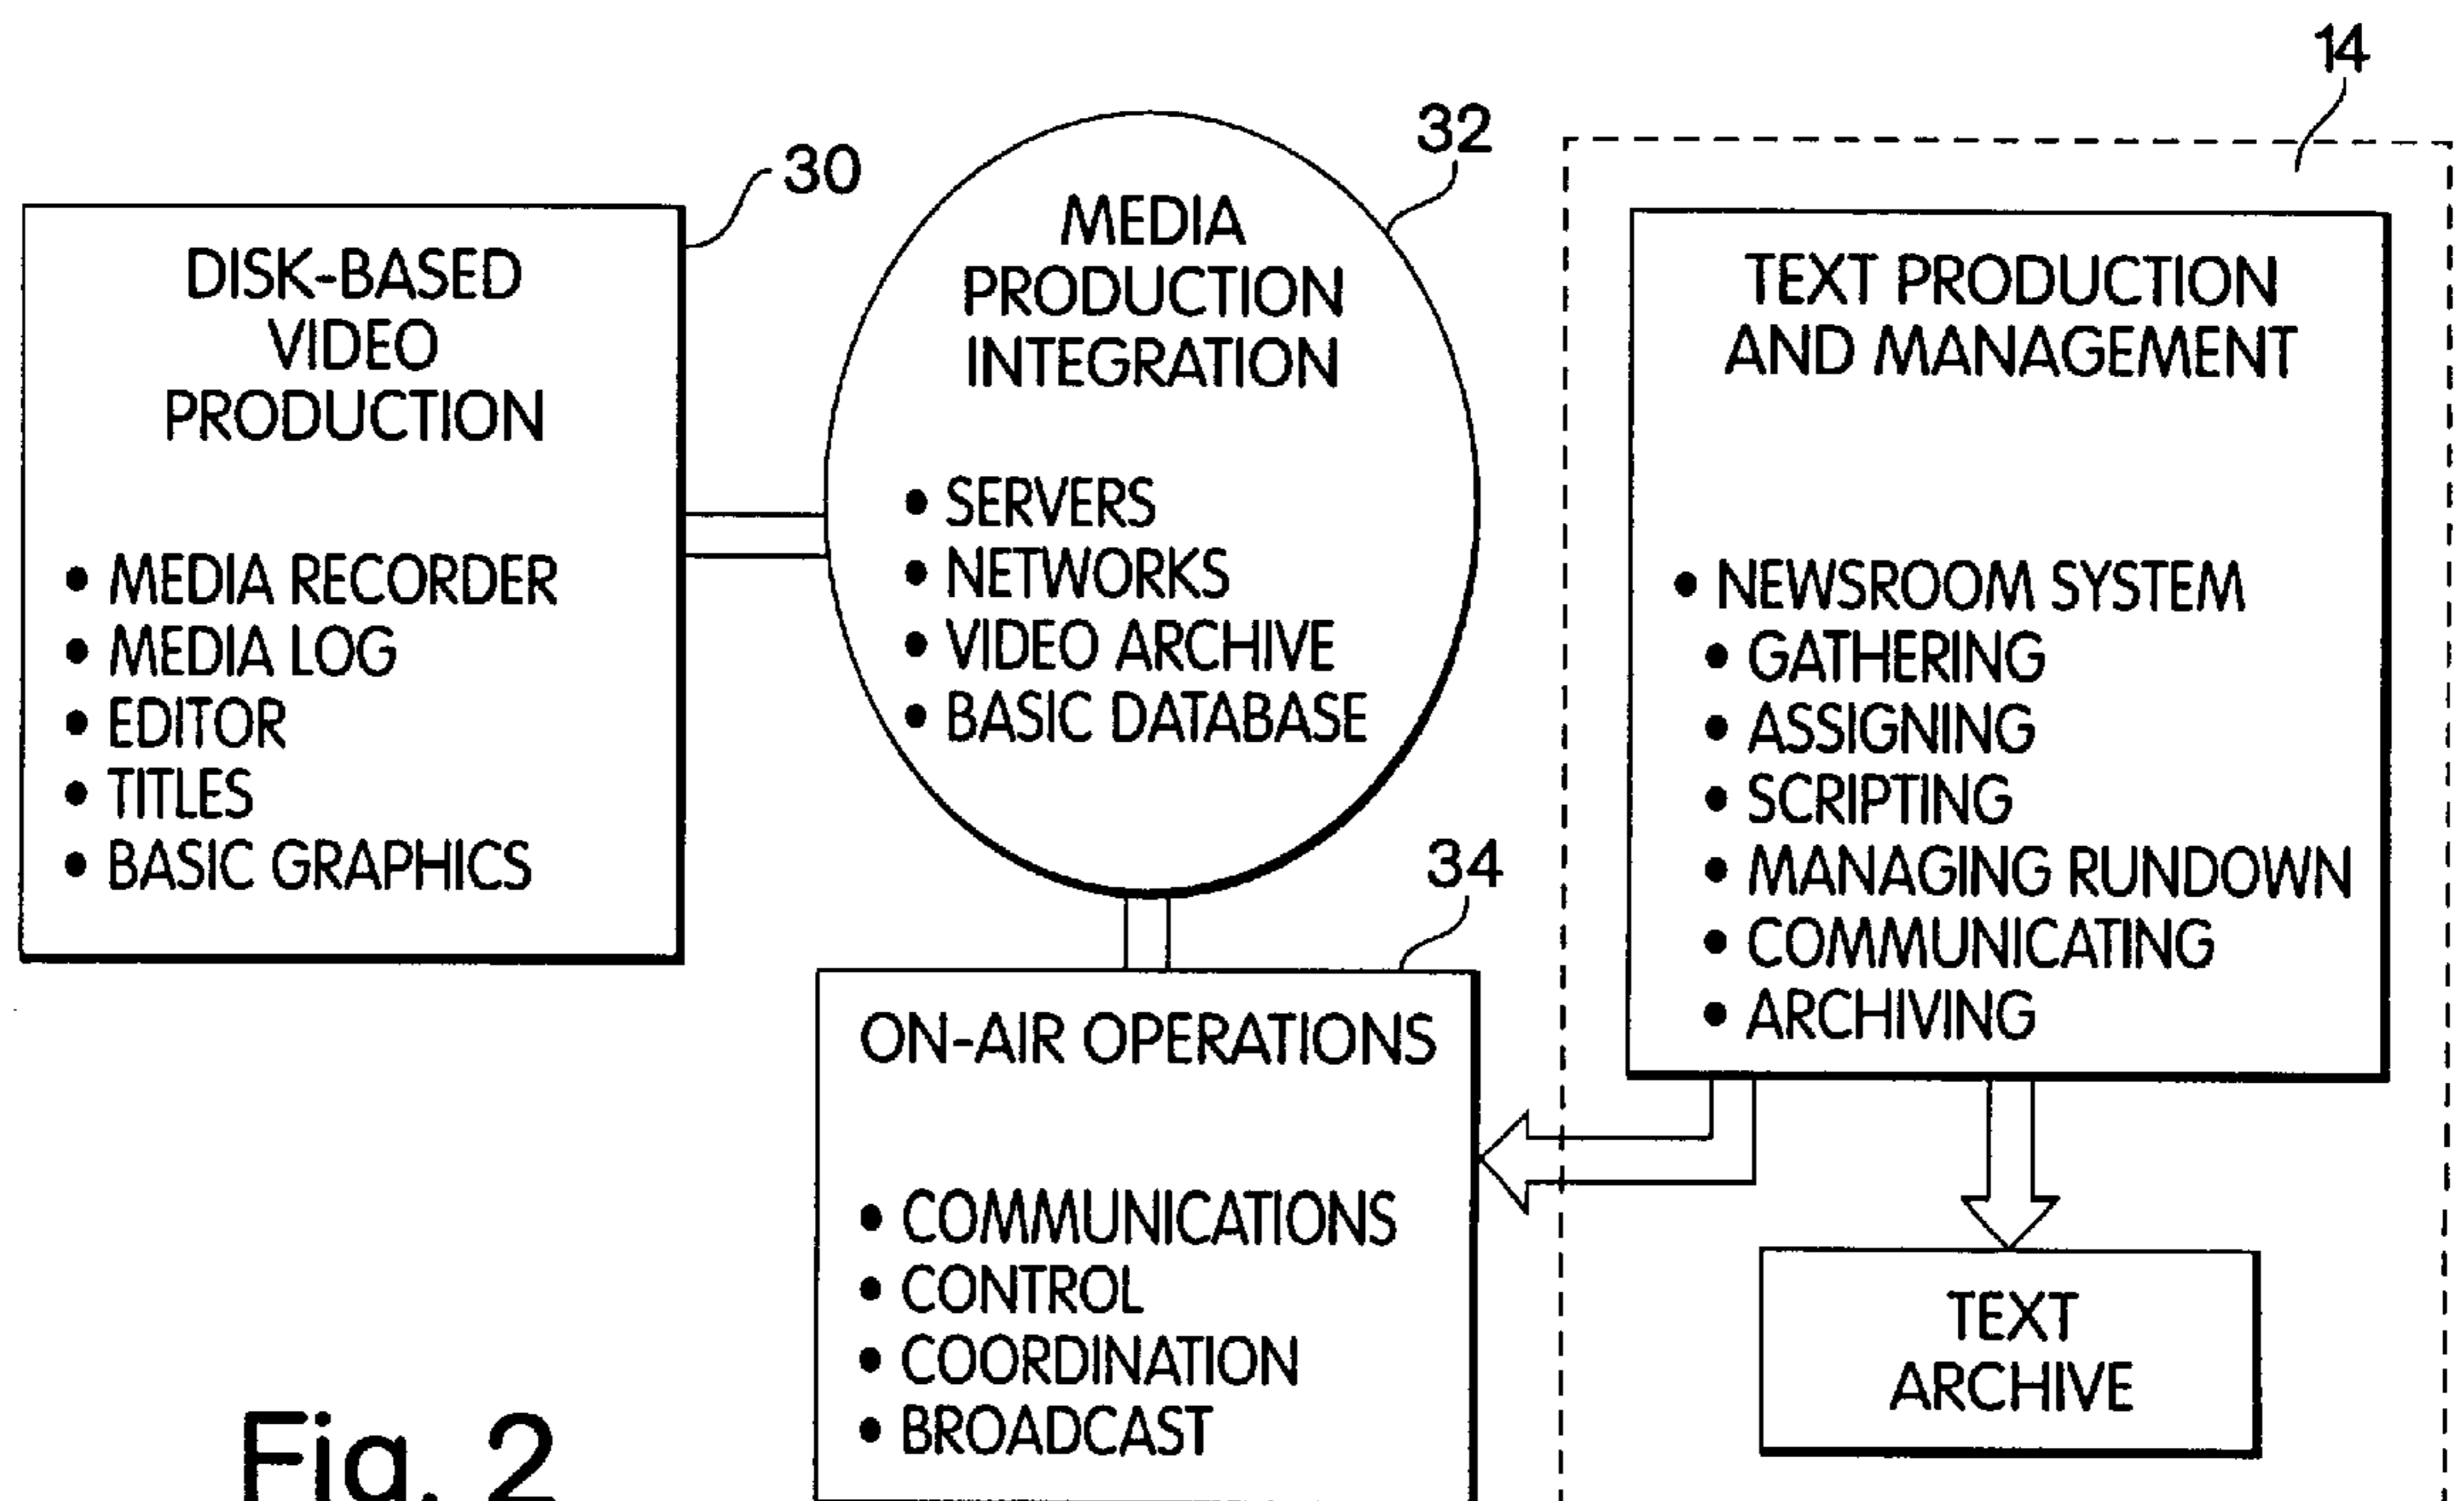 14
30
DISK-BASED
VIDEO
PRODUCTION
• MEDIA RECORDER
• MEDIA LOG
• EDITOR
• TITLES
• BASIC GRAPHICS
32
MEDIA
PRODUCTION
INTEGRATION
• SERVERS
• NETWORKS
• VIDEO ARCHIVE
• BASIC DATABASE
TEXT PRODUCTION
AND MANAGEMENT
• NEWSROOM SYSTEM
• GATHERING
• ASSIGNING
• SCRIPTING
• MANAGING RUNDOWN
• COMMUNICATING
• ARCHIVING
34
ON-AIR OPERATIONS
• COMMUNICATIONS
• CONTROL
• COORDINATION
• BROADCAST
TEXT
ARCHIVE
Fig. 2